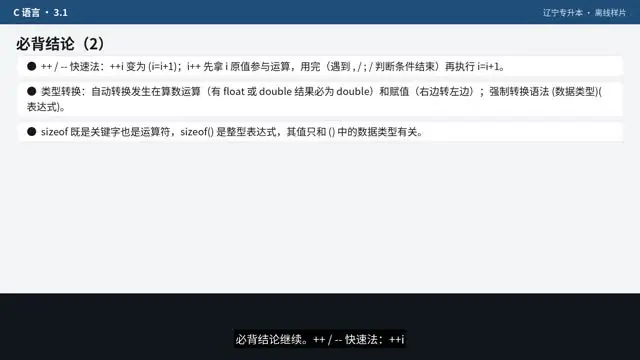 C 语言 · 3.1
辽宁专升本 · 离线样片
必背结论（2）
● ++ / -- 快速法：++i 变为 (i=i+1)；i++ 先拿 i 原值参与运算，用完（遇到 , / ; / 判断条件结束）再执行 i=i+1。
● 类型转换：自动转换发生在算数运算（有 float 或 double 结果必为 double）和赋值（右边转左边）；强制转换语法 (数据类型)(
表达式)。
● sizeof 既是关键字也是运算符，sizeof() 是整型表达式，其值只和 () 中的数据类型有关。
必背结论继续。++ / -- 快速法：++i